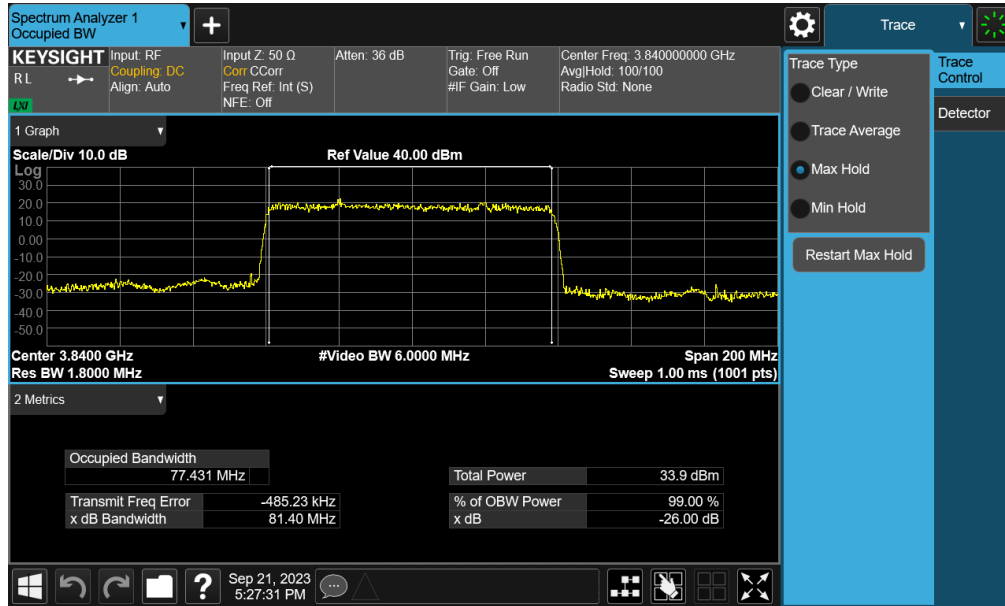 Spectrum Analyzer 1
Occupied BW
+
Trace
KEYSIGHT
R L
LXI
Input: RF
Coupling: DC
Align: Auto
Input Z: 50 Ω
Corr CCorr
Freq Ref: Int (S)
NFE: Off
Atten: 36 dB
Trig: Free Run
Gate: Off
#IF Gain: Low
Center Freq: 3.840000000 GHz
Avg|Hold: 100/100
Radio Std: None
Trace Type
Clear / Write
Trace Average
Max Hold
Min Hold
Restart Max Hold
Trace
Control
Detector
1 Graph
Scale/Div 10.0 dB
Ref Value 40.00 dBm
Log
30.0
20.0
10.0
0.00
-10.0
-20.0
-30.0
-40.0
-50.0
Center 3.8400 GHz
#Video BW 6.0000 MHz
Span 200 MHz
Res BW 1.8000 MHz
Sweep 1.00 ms (1001 pts)
2 Metrics
Occupied Bandwidth
77.431 MHz
Total Power 33.9 dBm
Transmit Freq Error -485.23 kHz
% of OBW Power 99.00 %
x dB Bandwidth 81.40 MHz
x dB -26.00 dB
?
Sep 21, 2023
5:27:31 PM